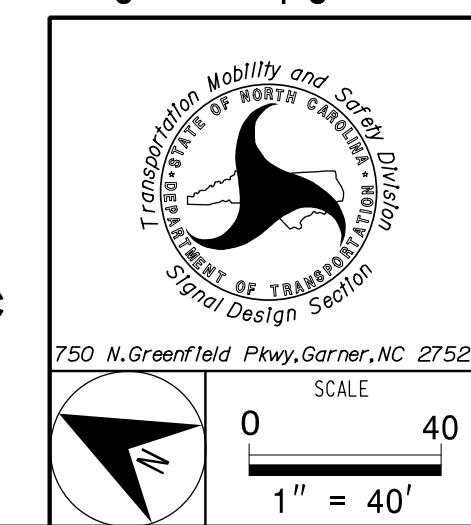 Transportation Mobility and Safety Division
STATE OF NORTH CAROLINA
DEPARTMENT OF TRANSPORTATION
Signal Design Section
750 N.Greenfield Pkwy,Garner,NC 2752
N
SCALE
0 40
1" = 40'